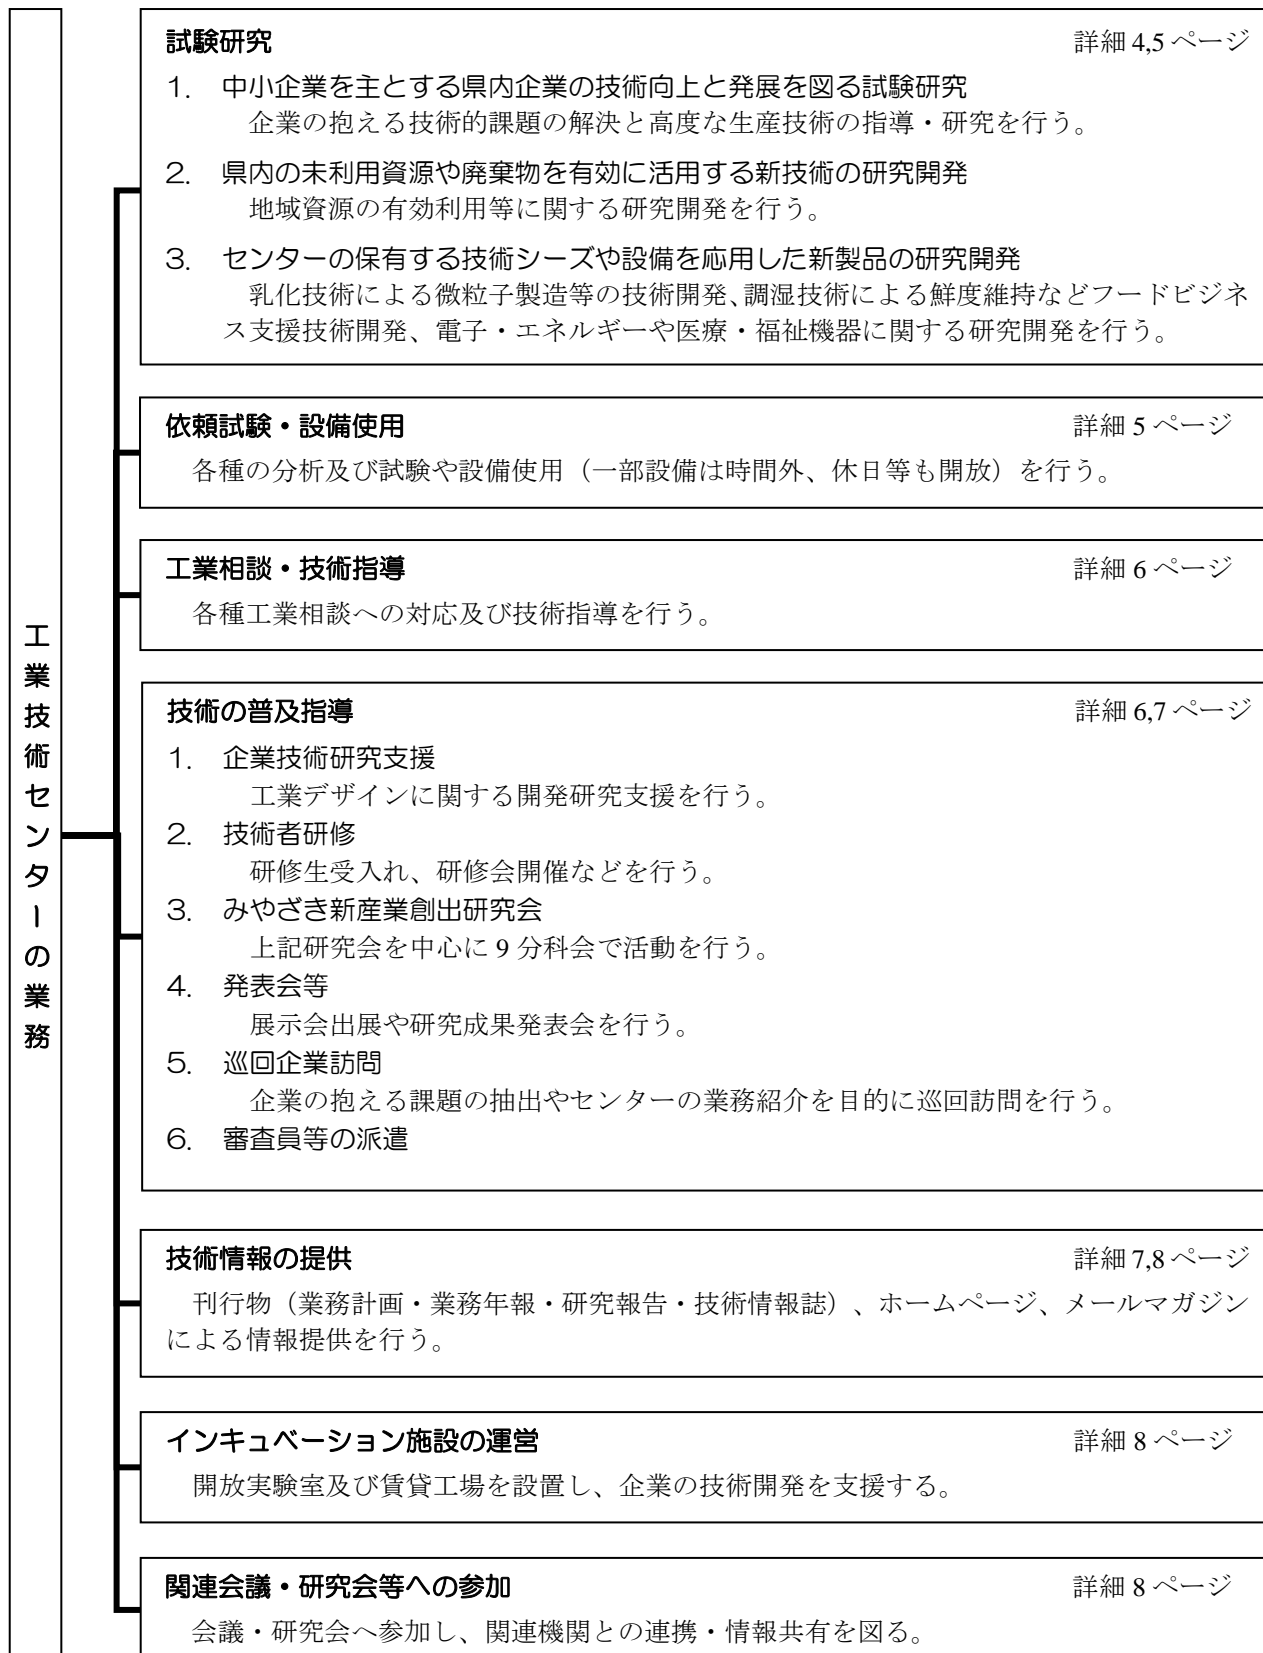 工業技術センターの業務
試験研究 詳細 4,5 ページ
1. 中小企業を主とする県内企業の技術向上と発展を図る試験研究
企業の抱える技術的課題の解決と高度な生産技術の指導・研究を行う。
2. 県内の未利用資源や廃棄物を有効に活用する新技術の研究開発
地域資源の有効利用等に関する研究開発を行う。
3. センターの保有する技術シーズや設備を応用した新製品の研究開発
乳化技術による微粒子製造等の技術開発、調湿技術による鮮度維持などフードビジネ
ス支援技術開発、電子・エネルギーや医療・福祉機器に関する研究開発を行う。
依頼試験・設備使用 詳細 5 ページ
各種の分析及び試験や設備使用（一部設備は時間外、休日等も開放）を行う。
工業相談・技術指導 詳細 6 ページ
各種工業相談への対応及び技術指導を行う。
技術の普及指導 詳細 6,7 ページ
1. 企業技術研究支援
工業デザインに関する開発研究支援を行う。
2. 技術者研修
研修生受入れ、研修会開催などを行う。
3. みやざき新産業創出研究会
上記研究会を中心に 9 分科会で活動を行う。
4. 発表会等
展示会出展や研究成果発表会を行う。
5. 巡回企業訪問
企業の抱える課題の抽出やセンターの業務紹介を目的に巡回訪問を行う。
6. 審査員等の派遣
技術情報の提供 詳細 7,8 ページ
刊行物（業務計画・業務年報・研究報告・技術情報誌）、ホームページ、メールマガジン
による情報提供を行う。
インキュベーション施設の運営 詳細 8 ページ
開放実験室及び賃貸工場を設置し、企業の技術開発を支援する。
関連会議・研究会等への参加 詳細 8 ページ
会議・研究会へ参加し、関連機関との連携・情報共有を図る。